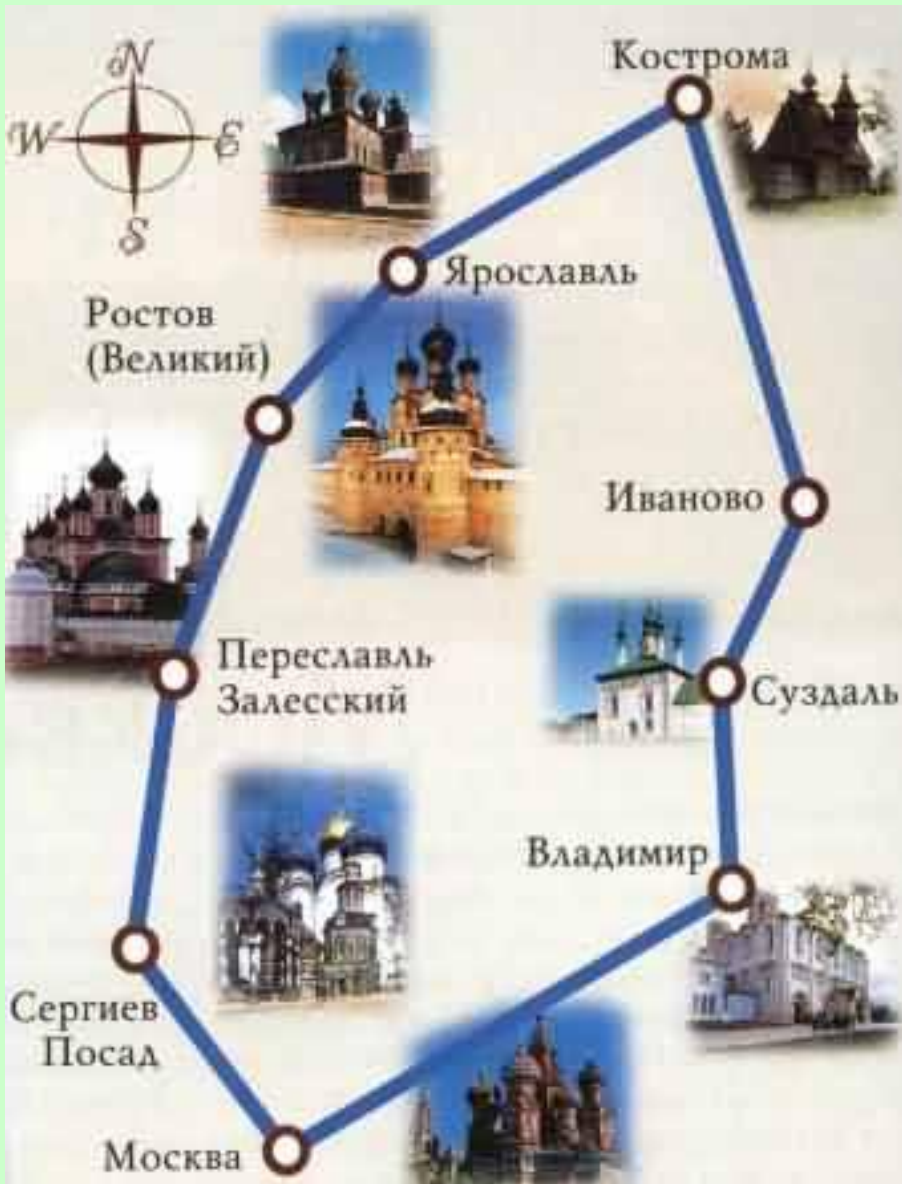 N
W
E
S
Кострома
Ярославль
Ростов
(Великий)
Иваново
Переславль
Залесский
Суздаль
Владимир
Сергиев
Посад
Москва